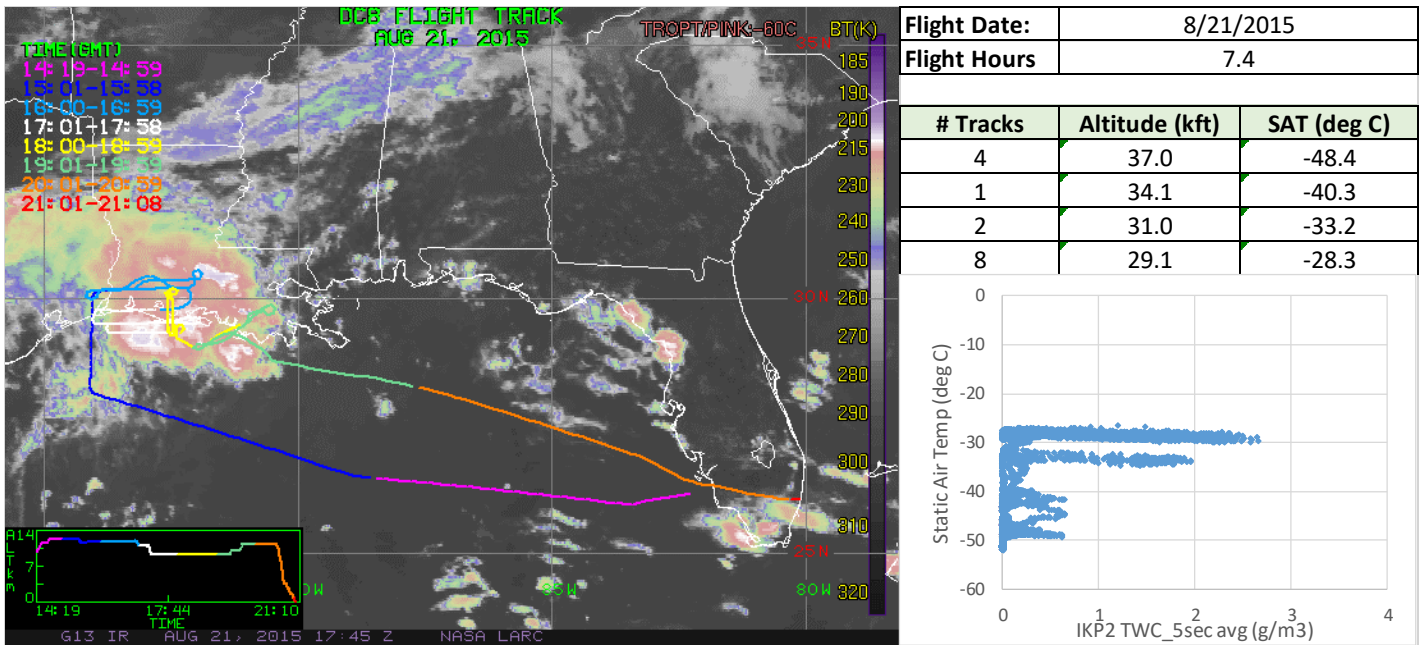 DC8 FLIGHT TRACK
AUG 21, 2015
TROPT/PINK:-60C
BT(K)
TIME(GMT)
14:19-14:59
15:01-15:58
16:00-16:59
17:01-17:58
18:00-18:59
19:01-19:59
20:01-20:59
21:01-21:08
35N
30N
25N
185
190
200
215
230
240
250
260
270
280
290
300
310
320
85W
80W
ALT km
14
7
0
14:19
17:44
21:10
TIME
G13 IR AUG 21, 2015 17:45 Z NASA LARC
Flight Date: 8/21/2015
Flight Hours 7.4
# Tracks Altitude (kft) SAT (deg C)
4 37.0 -48.4
1 34.1 -40.3
2 31.0 -33.2
8 29.1 -28.3
Static Air Temp (deg C)
0
-10
-20
-30
-40
-50
-60
0 1 2 3 4
IKP2 TWC_5sec avg (g/m3)